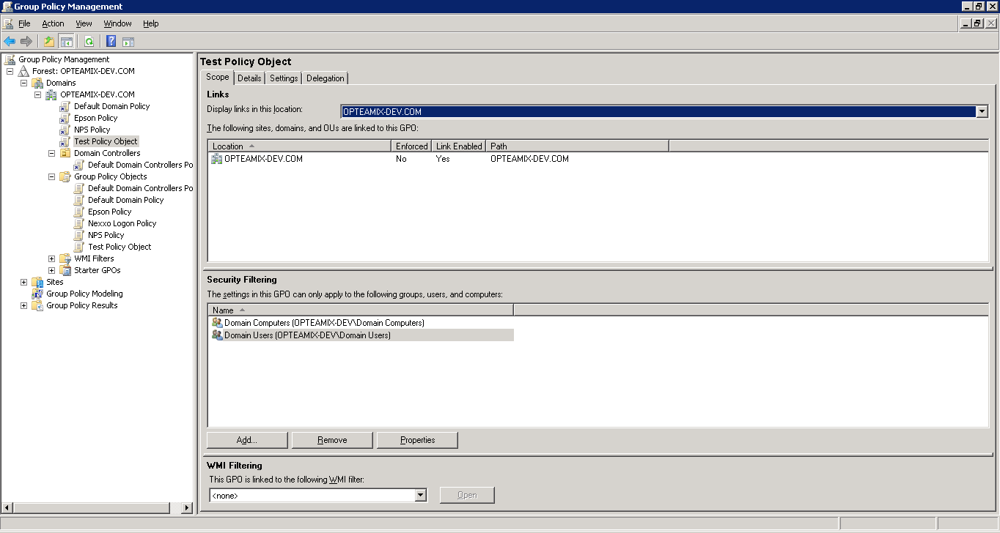 Group Policy Management
File Action View Window Help
Group Policy Management
Forest: OPTEAMIX-DEV.COM
Domains
OPTEAMIX-DEV.COM
Default Domain Policy
Epson Policy
NPS Policy
Test Policy Object
Domain Controllers
Default Domain Controllers Po
Group Policy Objects
Default Domain Controllers Po
Default Domain Policy
Epson Policy
Nexxo Logon Policy
NPS Policy
Test Policy Object
WMI Filters
Starter GPOs
Sites
Group Policy Modeling
Group Policy Results
Test Policy Object
Scope Details Settings Delegation
Links
Display links in this location: OPTEAMIX-DEV.COM
The following sites, domains, and OUs are linked to this GPO:
Location Enforced Link Enabled Path
OPTEAMIX-DEV.COM No Yes OPTEAMIX-DEV.COM
Security Filtering
The settings in this GPO can only apply to the following groups, users, and computers:
Name
Domain Computers (OPTEAMIX-DEV\Domain Computers)
Domain Users (OPTEAMIX-DEV\Domain Users)
Add... Remove Properties
WMI Filtering
This GPO is linked to the following WMI filter:
<none> Open